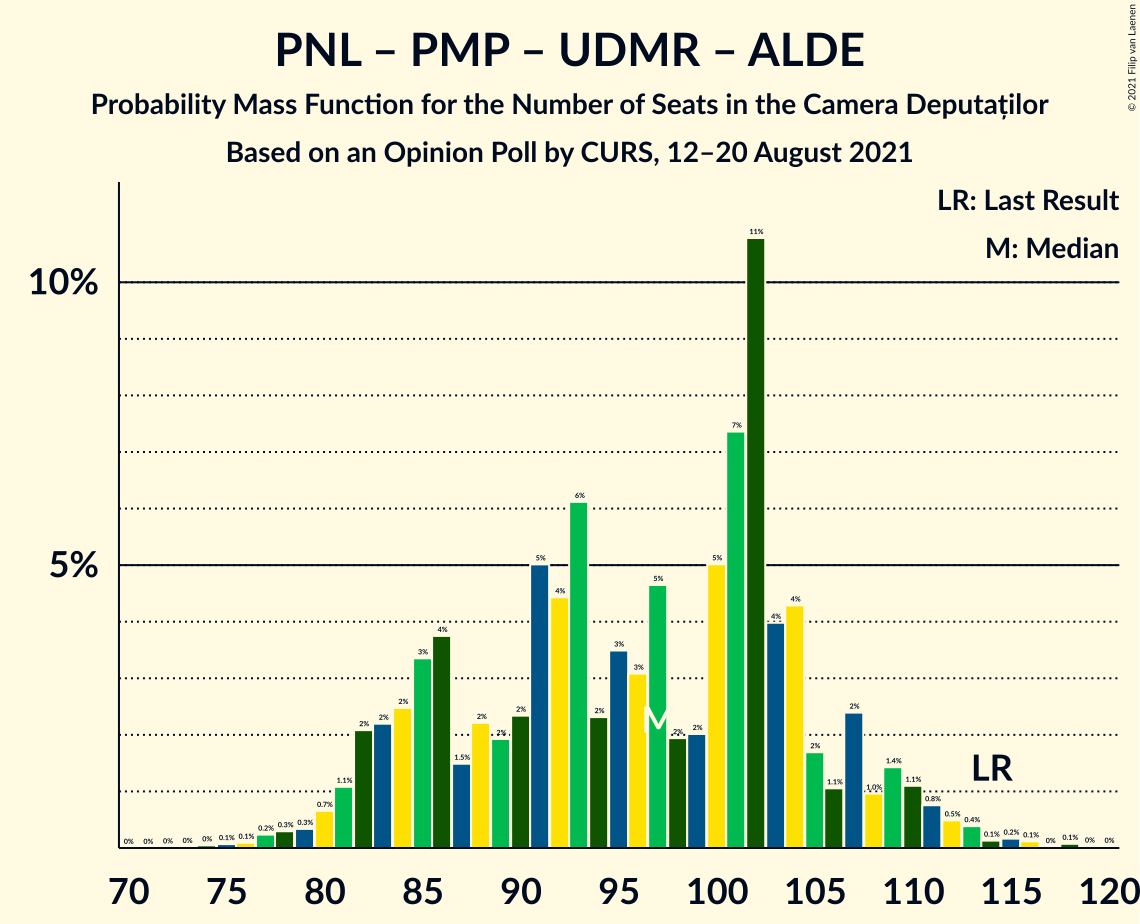 PNL – PMP – UDMR – ALDE
Probability Mass Function for the Number of Seats in the Camera Deputaților
Based on an Opinion Poll by CURS, 12–20 August 2021
© 2021 Filip van Laenen
LR: Last Result
M: Median
10%
5%
0% 0% 0% 0% 0% 0.1% 0.1% 0.2% 0.3% 0.3% 0.7% 1.1% 2% 2% 2% 3% 4% 1.5% 2% 2% 2% 5% 4% 6% 2% 3% 3% 5% 2% 2% 5% 7% 11% 4% 4% 2% 1.1% 2% 1.0% 1.4% 1.1% 0.8% 0.5% 0.4% 0.1% 0.2% 0.1% 0% 0.1% 0% 0%
M
LR
70 75 80 85 90 95 100 105 110 115 120